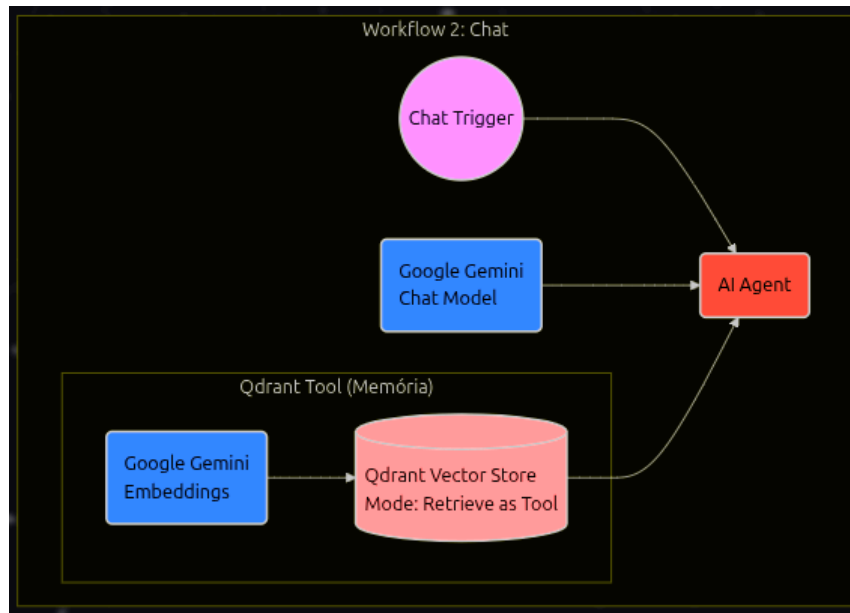 Workflow 2: Chat
Chat Trigger
Google Gemini
Chat Model
AI Agent
Qdrant Tool (Memória)
Google Gemini
Embeddings
Qdrant Vector Store
Mode: Retrieve as Tool